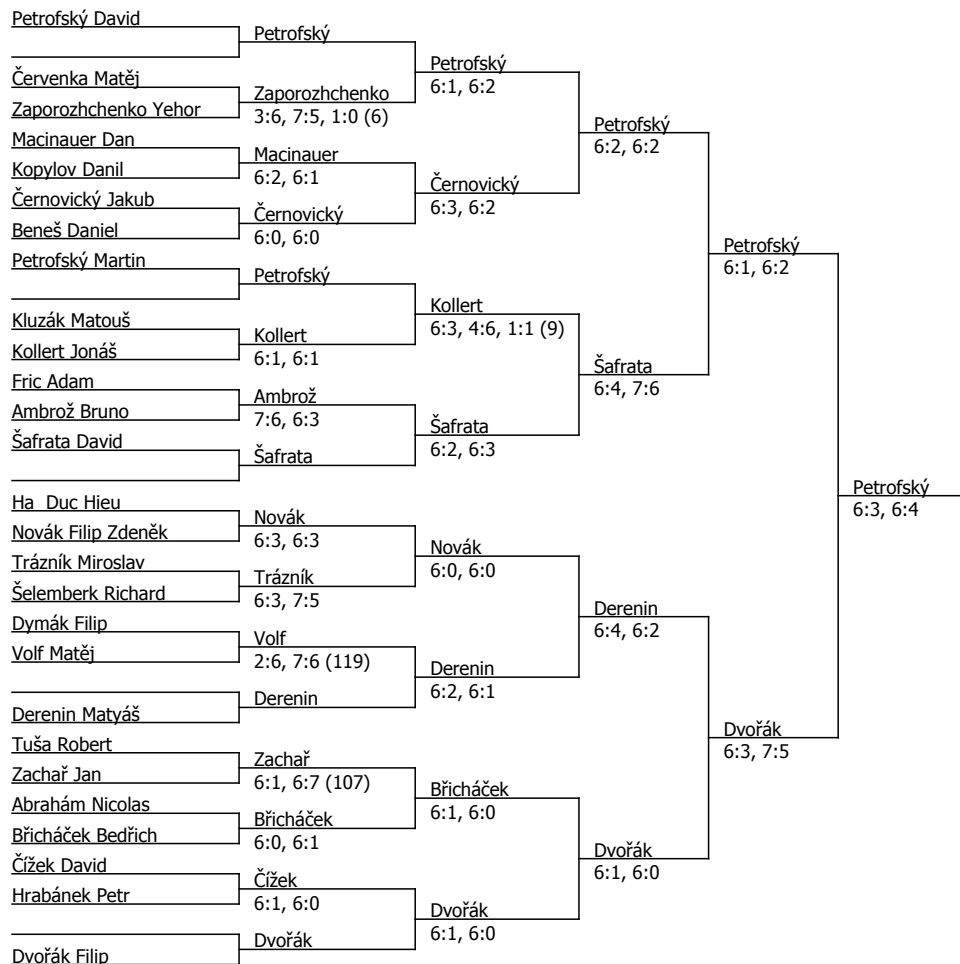 Petrofský David
Červenka Matěj
Zaporozhchenko Yehor
Macinauer Dan
Kopylov Danil
Černovický Jakub
Beneš Daniel
Petrofský Martin
Kluzák Matouš
Kollert Jonáš
Fric Adam
Ambrož Bruno
Šafrata David
Ha  Duc Hieu
Novák Filip Zdeněk
Trázník Miroslav
Šelemberk Richard
Dymák Filip
Volf Matěj
Derenin Matyáš
Tuša Robert
Zachař Jan
Abrahám Nicolas
Břicháček Bedřich
Čížek David
Hrabánek Petr
Dvořák Filip
Petrofský
Zaporozhchenko
3:6, 7:5, 1:0 (6)
Macinauer
6:2, 6:1
Černovický
6:0, 6:0
Petrofský
Kollert
6:1, 6:1
Ambrož
7:6, 6:3
Šafrata
Novák
6:3, 6:3
Trázník
6:3, 7:5
Volf
2:6, 7:6 (119)
Derenin
Zachař
6:1, 6:7 (107)
Břicháček
6:0, 6:1
Čížek
6:1, 6:0
Dvořák
Petrofský
6:1, 6:2
Černovický
6:3, 6:2
Kollert
6:3, 4:6, 1:1 (9)
Šafrata
6:2, 6:3
Novák
6:0, 6:0
Derenin
6:2, 6:1
Břicháček
6:1, 6:0
Dvořák
6:1, 6:0
Petrofský
6:2, 6:2
Šafrata
6:4, 7:6
Derenin
6:4, 6:2
Dvořák
6:1, 6:0
Petrofský
6:1, 6:2
Dvořák
6:3, 7:5
Petrofský
6:3, 6:4